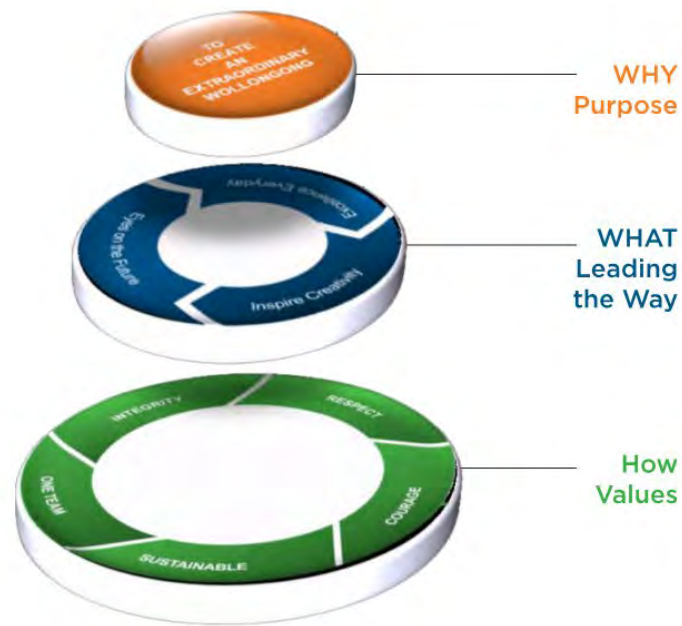 TO
CREATE
AN
EXTRAORDINARY
WOLLONGONG
WHY
Purpose
Excellence Everyday
Eyes on the Future
Inspire Creativity
WHAT
Leading
the Way
INTEGRITY
RESPECT
ONE TEAM
COURAGE
SUSTAINABLE
How
Values